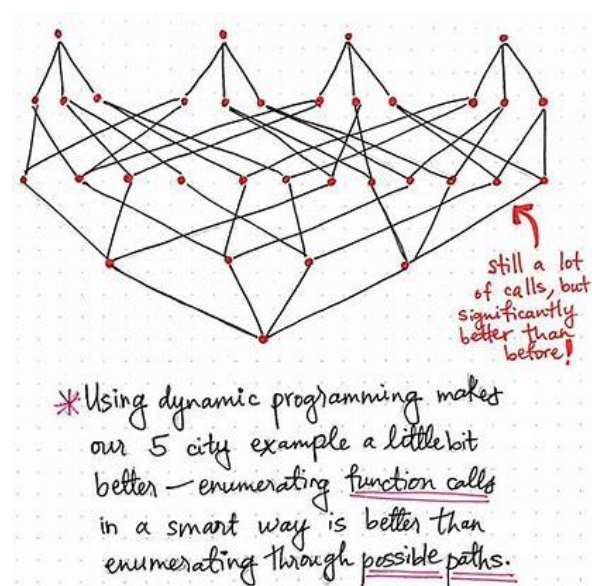 still a lot
of calls, but
significantly
better than
before!
*Using dynamic programming makes
our 5 city example a little bit
better — enumerating function calls
in a smart way is better than
enumerating through possible paths.